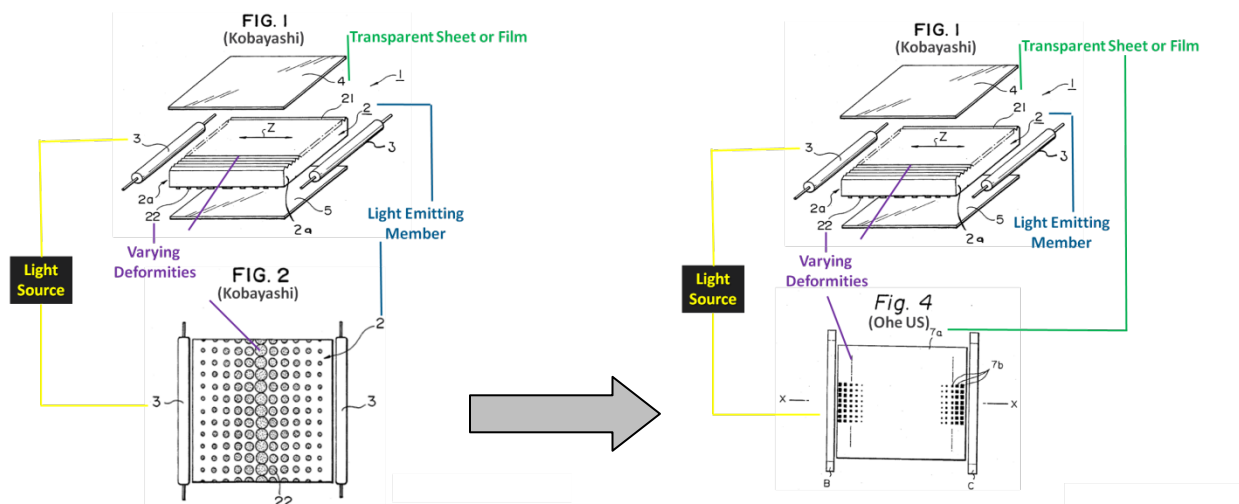 FIG. 1
(Kobayashi)
Transparent Sheet or Film
4
1
21
2
Z
3
3
2a
22
5
2a
Light Emitting
Member
Varying
Deformities
Light
Source
FIG. 2
(Kobayashi)
2
3
3
22
FIG. 1
(Kobayashi)
Transparent Sheet or Film
4
1
21
2
Z
3
3
2a
22
5
2a
Light Emitting
Member
Varying
Deformities
Light
Source
Fig. 4
(Ohe US)
7a
7b
X
X
B
C